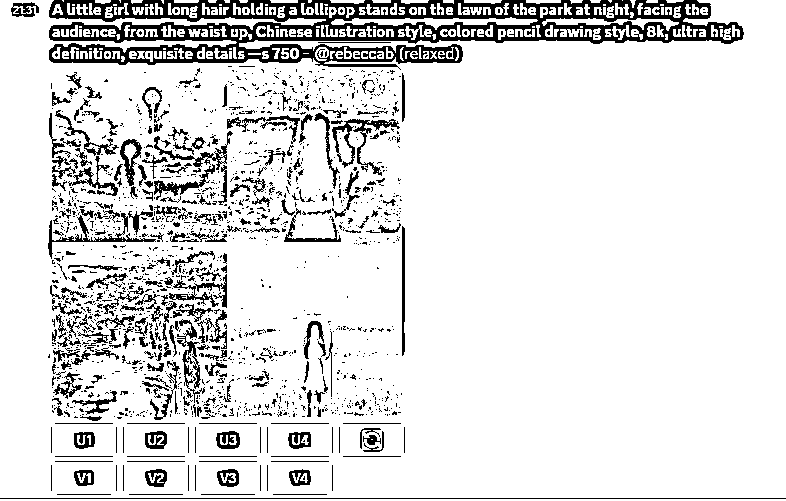 21:31 A little girl with long hair holding a lollipop stands on the lawn of the park at night, facing the
audience, from the waist up, Chinese illustration style, colored pencil drawing style, 8k, ultra high
definition, exquisite details —s 750 - @rebeccab (relaxed)
U1 U2 U3 U4
V1 V2 V3 V4